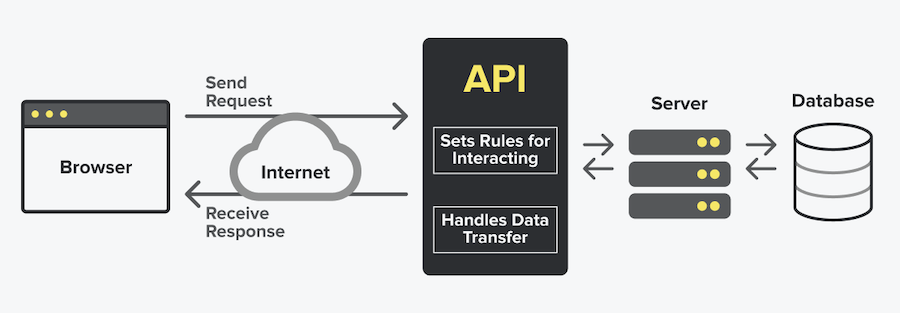 Send
Request
Browser
Internet
Receive
Response
API
Sets Rules for
Interacting
Handles Data
Transfer
Server
Database